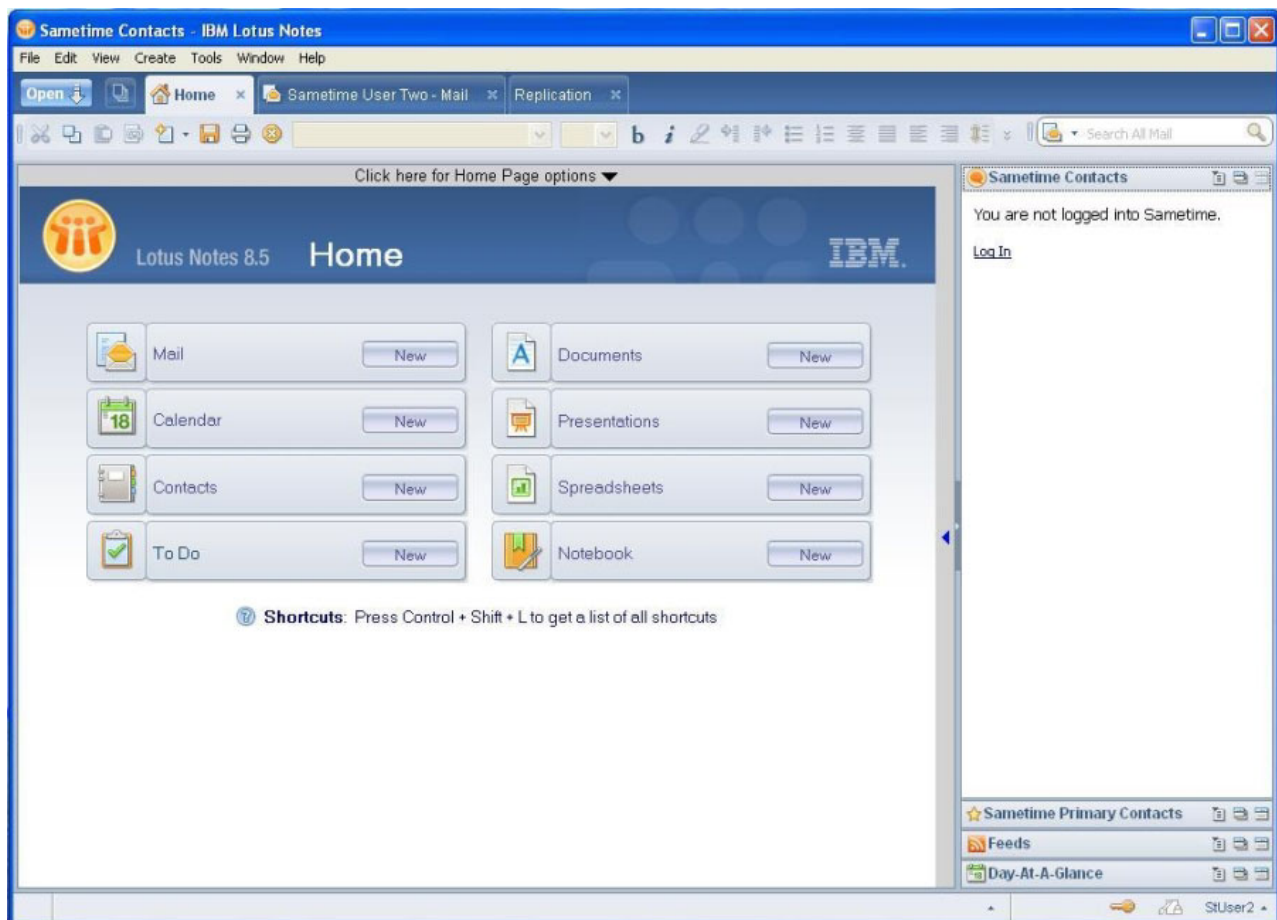 Sametime Contacts - IBM Lotus Notes
File Edit View Create Tools Window Help
Open Home Sametime User Two - Mail Replication
b i Search All Mail
Click here for Home Page options
Lotus Notes 8.5 Home IBM.
Mail New
Documents New
18 Calendar New
Presentations New
Contacts New
Spreadsheets New
To Do New
Notebook New
Shortcuts: Press Control + Shift + L to get a list of all shortcuts
Sametime Contacts
You are not logged into Sametime.
Log In
Sametime Primary Contacts
Feeds
Day-At-A-Glance
StUser2